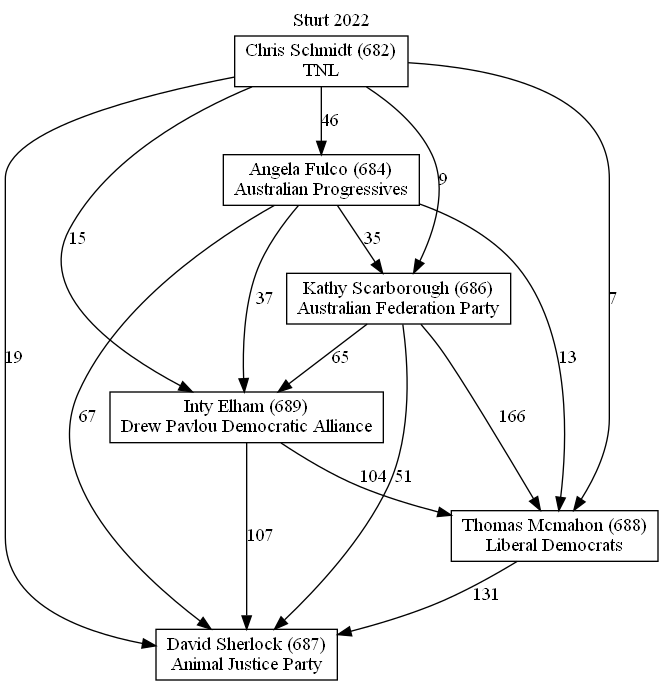 Sturt 2022
Chris Schmidt (682)
TNL
46
Angela Fulco (684)
Australian Progressives
9
15
37
35
Kathy Scarborough (686)
Australian Federation Party
7
19
67
65
13
Inty Elham (689)
Drew Pavlou Democratic Alliance
166
104
51
107
Thomas Mcmahon (688)
Liberal Democrats
131
David Sherlock (687)
Animal Justice Party